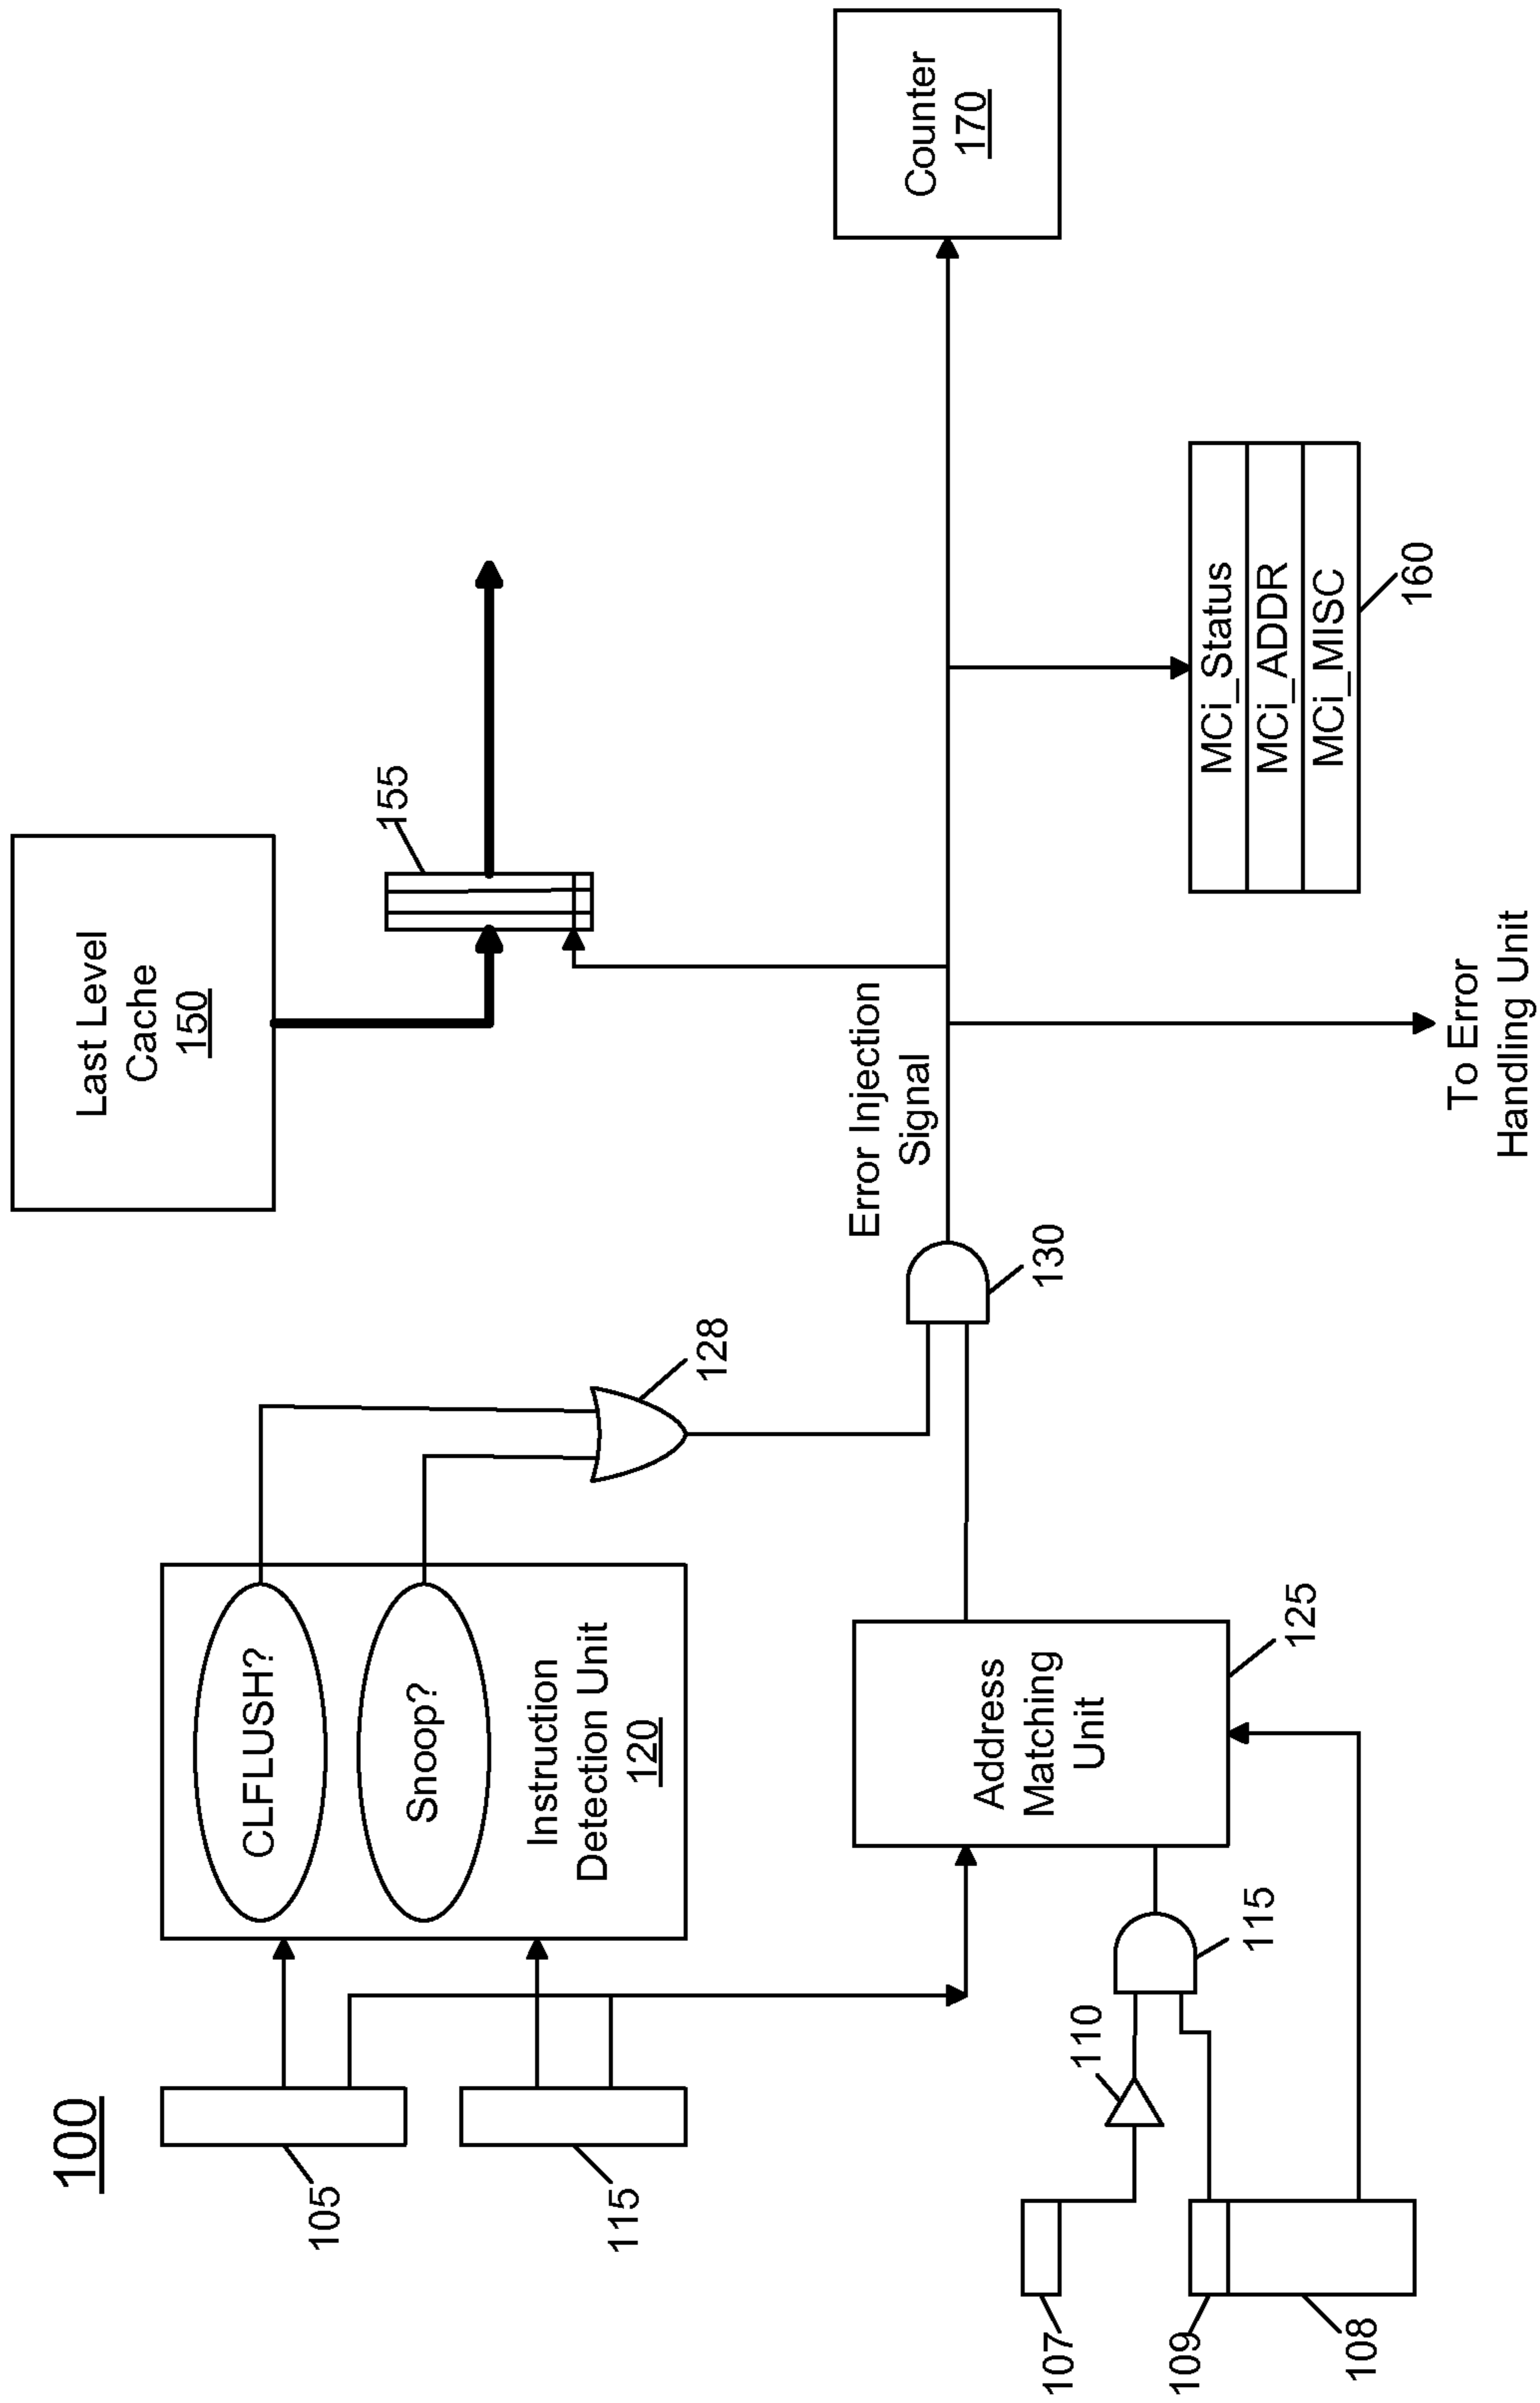 100
105
115
107
109
108
110
115
CLFLUSH?
Snoop?
Instruction
Detection Unit
120
Address
Matching
Unit
125
128
130
Error Injection
Signal
To Error
Handling Unit
Last Level
Cache
150
155
MCi_Status
MCi_ADDR
MCi_MISC
160
Counter
170